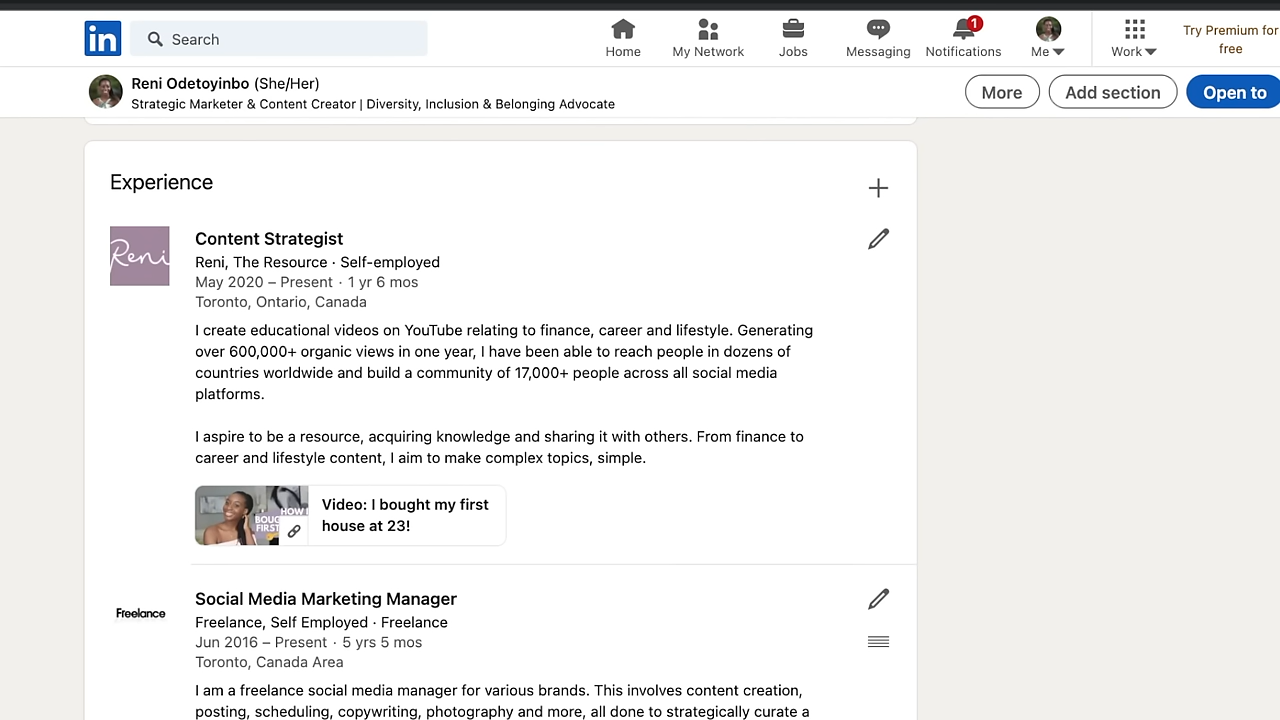 in Search
Home My Network Jobs Messaging 1 Notifications Me Work Try Premium for free
Reni Odetoyinbo (She/Her)
Strategic Marketer & Content Creator | Diversity, Inclusion & Belonging Advocate
More Add section Open to
Experience
Reni
Content Strategist
Reni, The Resource · Self-employed
May 2020 – Present · 1 yr 6 mos
Toronto, Ontario, Canada
I create educational videos on YouTube relating to finance, career and lifestyle. Generating
over 600,000+ organic views in one year, I have been able to reach people in dozens of
countries worldwide and build a community of 17,000+ people across all social media
platforms.
I aspire to be a resource, acquiring knowledge and sharing it with others. From finance to
career and lifestyle content, I aim to make complex topics, simple.
HOW I
BOUG
FIRST
Video: I bought my first
house at 23!
Freelance
Social Media Marketing Manager
Freelance, Self Employed · Freelance
Jun 2016 – Present · 5 yrs 5 mos
Toronto, Canada Area
I am a freelance social media manager for various brands. This involves content creation,
posting, scheduling, copywriting, photography and more, all done to strategically curate a